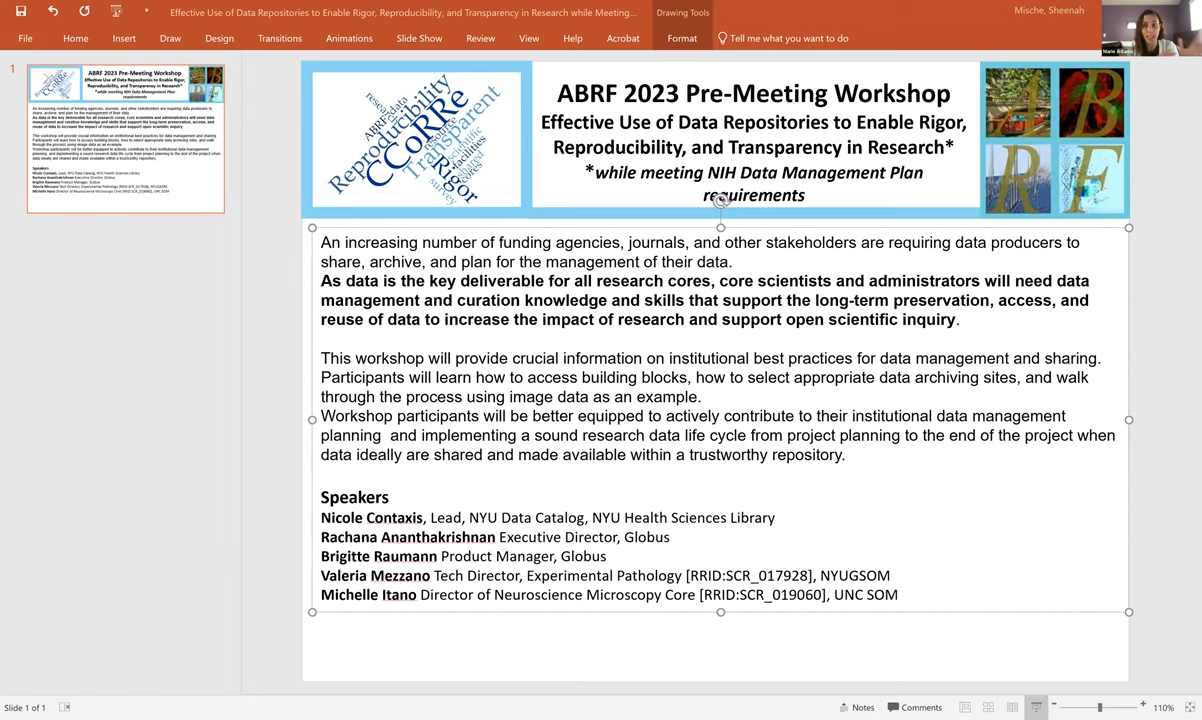 Effective Use of Data Repositories to Enable Rigor, Reproducibility, and Transparency in Research while Meeting...
Drawing Tools
Mische, Sheenah
File
Home
Insert
Draw
Design
Transitions
Animations
Slide Show
Review
View
Help
Acrobat
Format
Tell me what you want to do
Marie Adams
1
ABRF 2023 Pre-Meeting Workshop
Effective Use of Data Repositories to Enable Rigor,
Reproducibility, and Transparency in Research*
*while meeting NIH Data Management Plan
requirements
Reproducibility
CoRRe
Transparent
Rigor
ABRF
survey
data
facilities
B
R
F
An increasing number of funding agencies, journals, and other stakeholders are requiring data producers to
share, archive, and plan for the management of their data.
As data is the key deliverable for all research cores, core scientists and administrators will need data
management and curation knowledge and skills that support the long-term preservation, access, and
reuse of data to increase the impact of research and support open scientific inquiry.
This workshop will provide crucial information on institutional best practices for data management and sharing.
Participants will learn how to access building blocks, how to select appropriate data archiving sites, and walk
through the process using image data as an example.
Workshop participants will be better equipped to actively contribute to their institutional data management
planning  and implementing a sound research data life cycle from project planning to the end of the project when
data ideally are shared and made available within a trustworthy repository.
Speakers
Nicole Contaxis, Lead, NYU Data Catalog, NYU Health Sciences Library
Rachana Ananthakrishnan Executive Director, Globus
Brigitte Raumann Product Manager, Globus
Valeria Mezzano Tech Director, Experimental Pathology [RRID:SCR_017928], NYUGSOM
Michelle Itano Director of Neuroscience Microscopy Core [RRID:SCR_019060], UNC SOM
Slide 1 of 1
Notes
Comments
110%